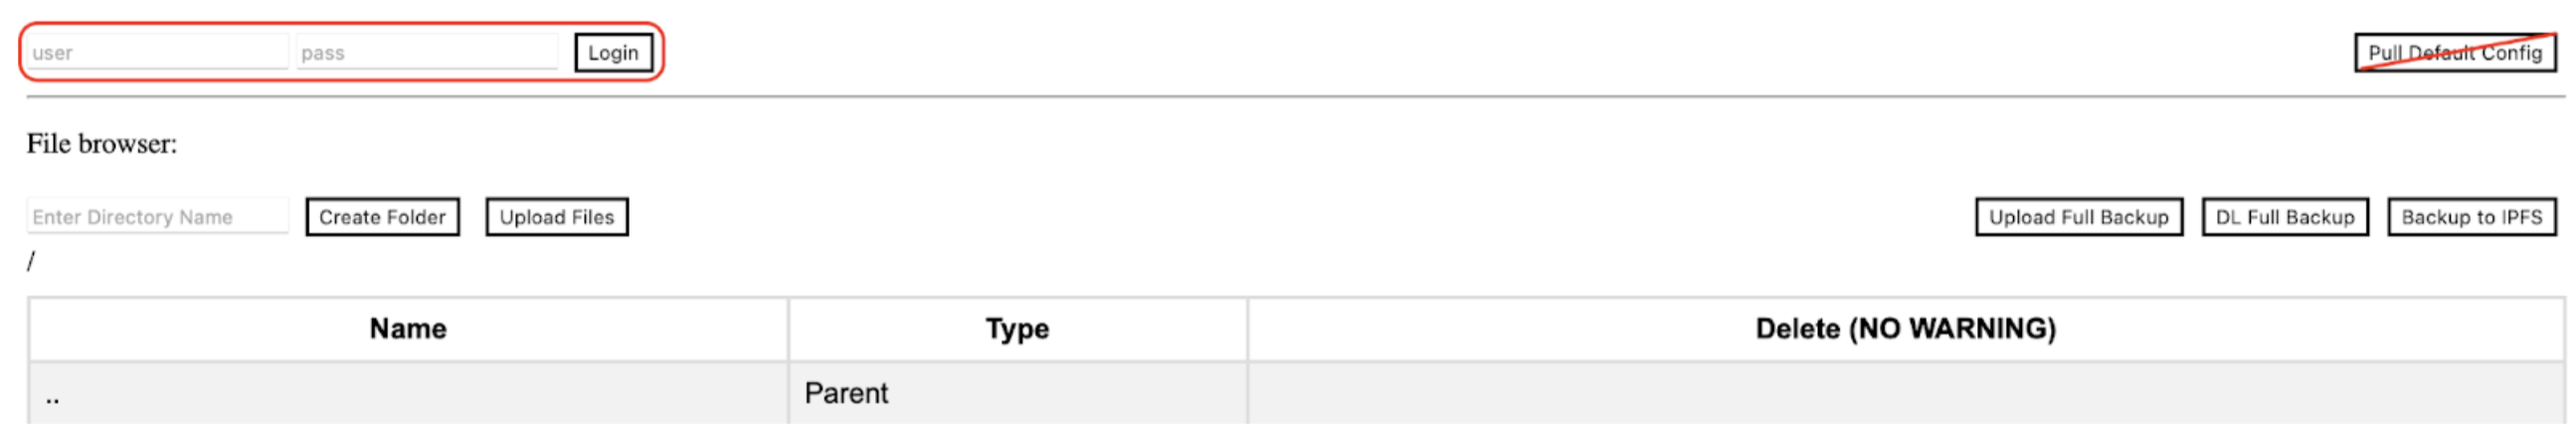 user pass Login Pull Default Config
File browser:
Enter Directory Name Create Folder Upload Files Upload Full Backup DL Full Backup Backup to IPFS
/
Name Type Delete (NO WARNING)
.. Parent